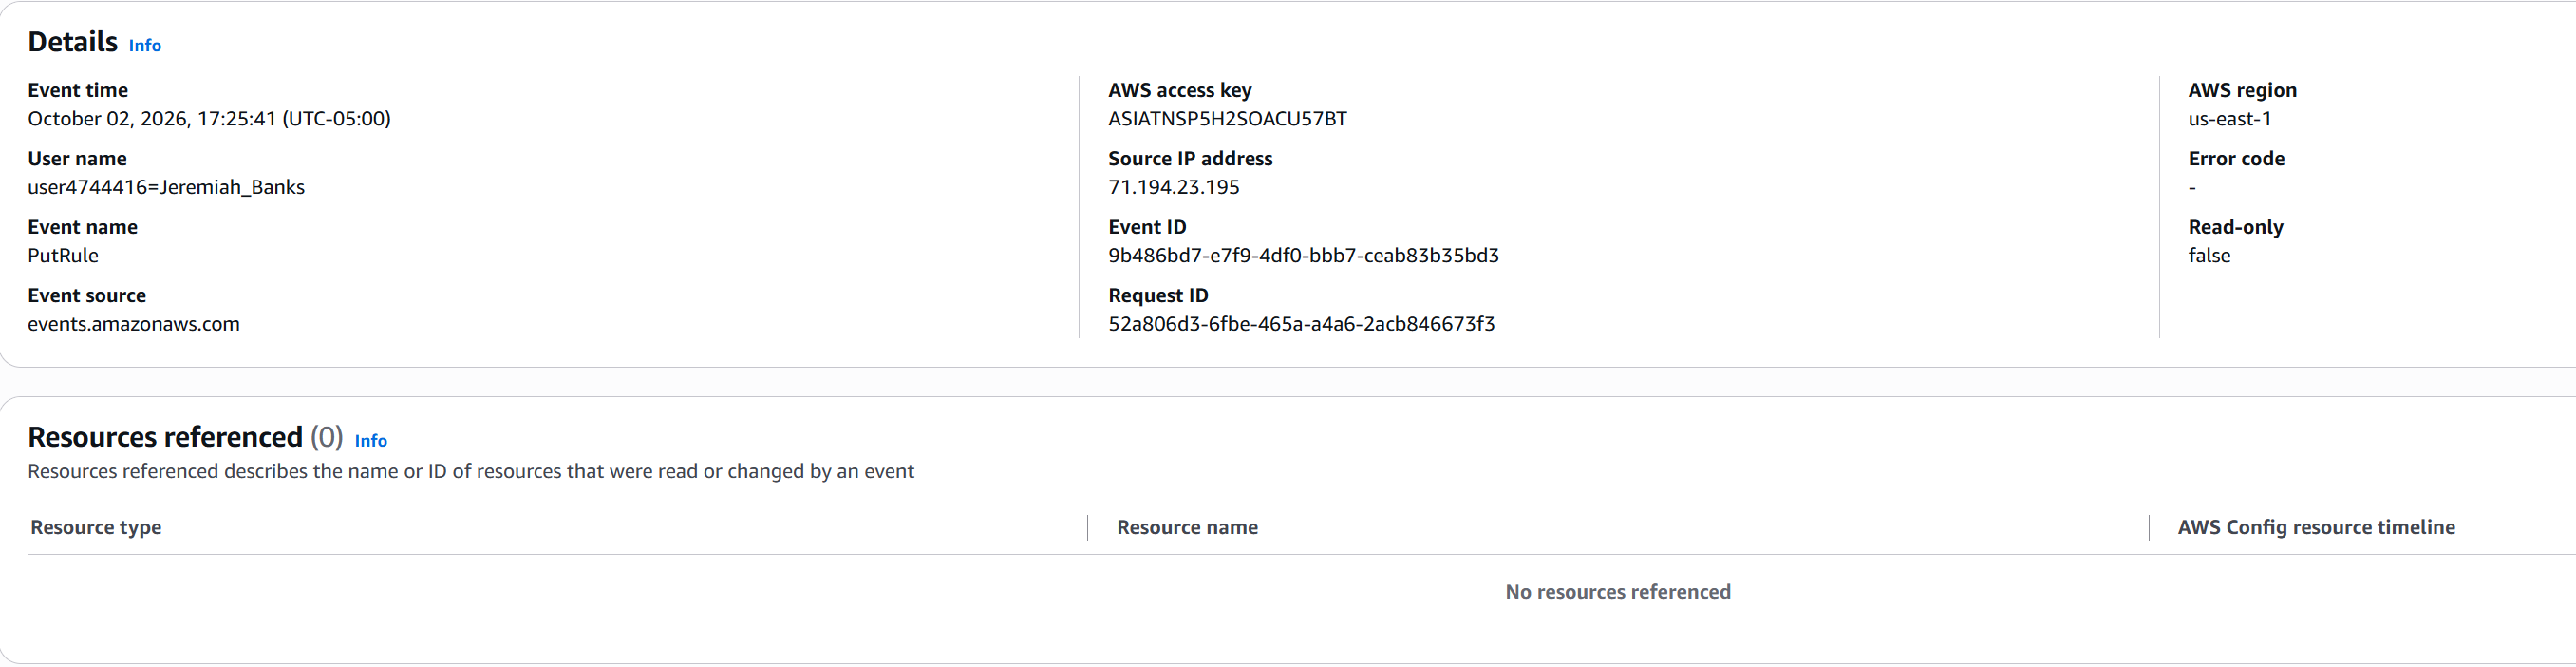 Details Info
Event time
October 02, 2026, 17:25:41 (UTC-05:00)
User name
user4744416=Jeremiah_Banks
Event name
PutRule
Event source
events.amazonaws.com
AWS access key
ASIATNSP5H2SOACU57BT
Source IP address
71.194.23.195
Event ID
9b486bd7-e7f9-4df0-bbb7-ceab83b35bd3
Request ID
52a806d3-6fbe-465a-a4a6-2acb846673f3
AWS region
us-east-1
Error code
-
Read-only
false
Resources referenced (0) Info
Resources referenced describes the name or ID of resources that were read or changed by an event
Resource type
Resource name
AWS Config resource timeline
No resources referenced